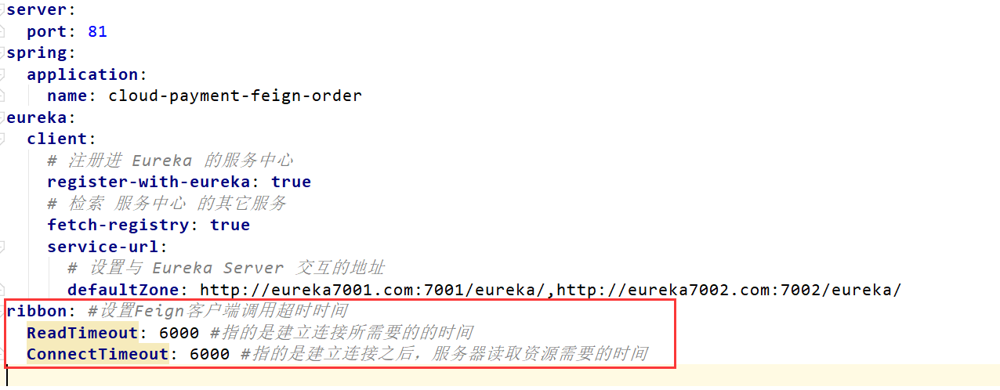 server:
  port: 81
spring:
  application:
    name: cloud-payment-feign-order
eureka:
  client:
    # 注册进 Eureka 的服务中心
    register-with-eureka: true
    # 检索 服务中心 的其它服务
    fetch-registry: true
    service-url:
      # 设置与 Eureka Server 交互的地址
      defaultZone: http://eureka7001.com:7001/eureka/,http://eureka7002.com:7002/eureka/
ribbon: #设置Feign客户端调用超时时间
  ReadTimeout: 6000 #指的是建立连接所需要的的时间
  ConnectTimeout: 6000 #指的是建立连接之后，服务器读取资源需要的时间